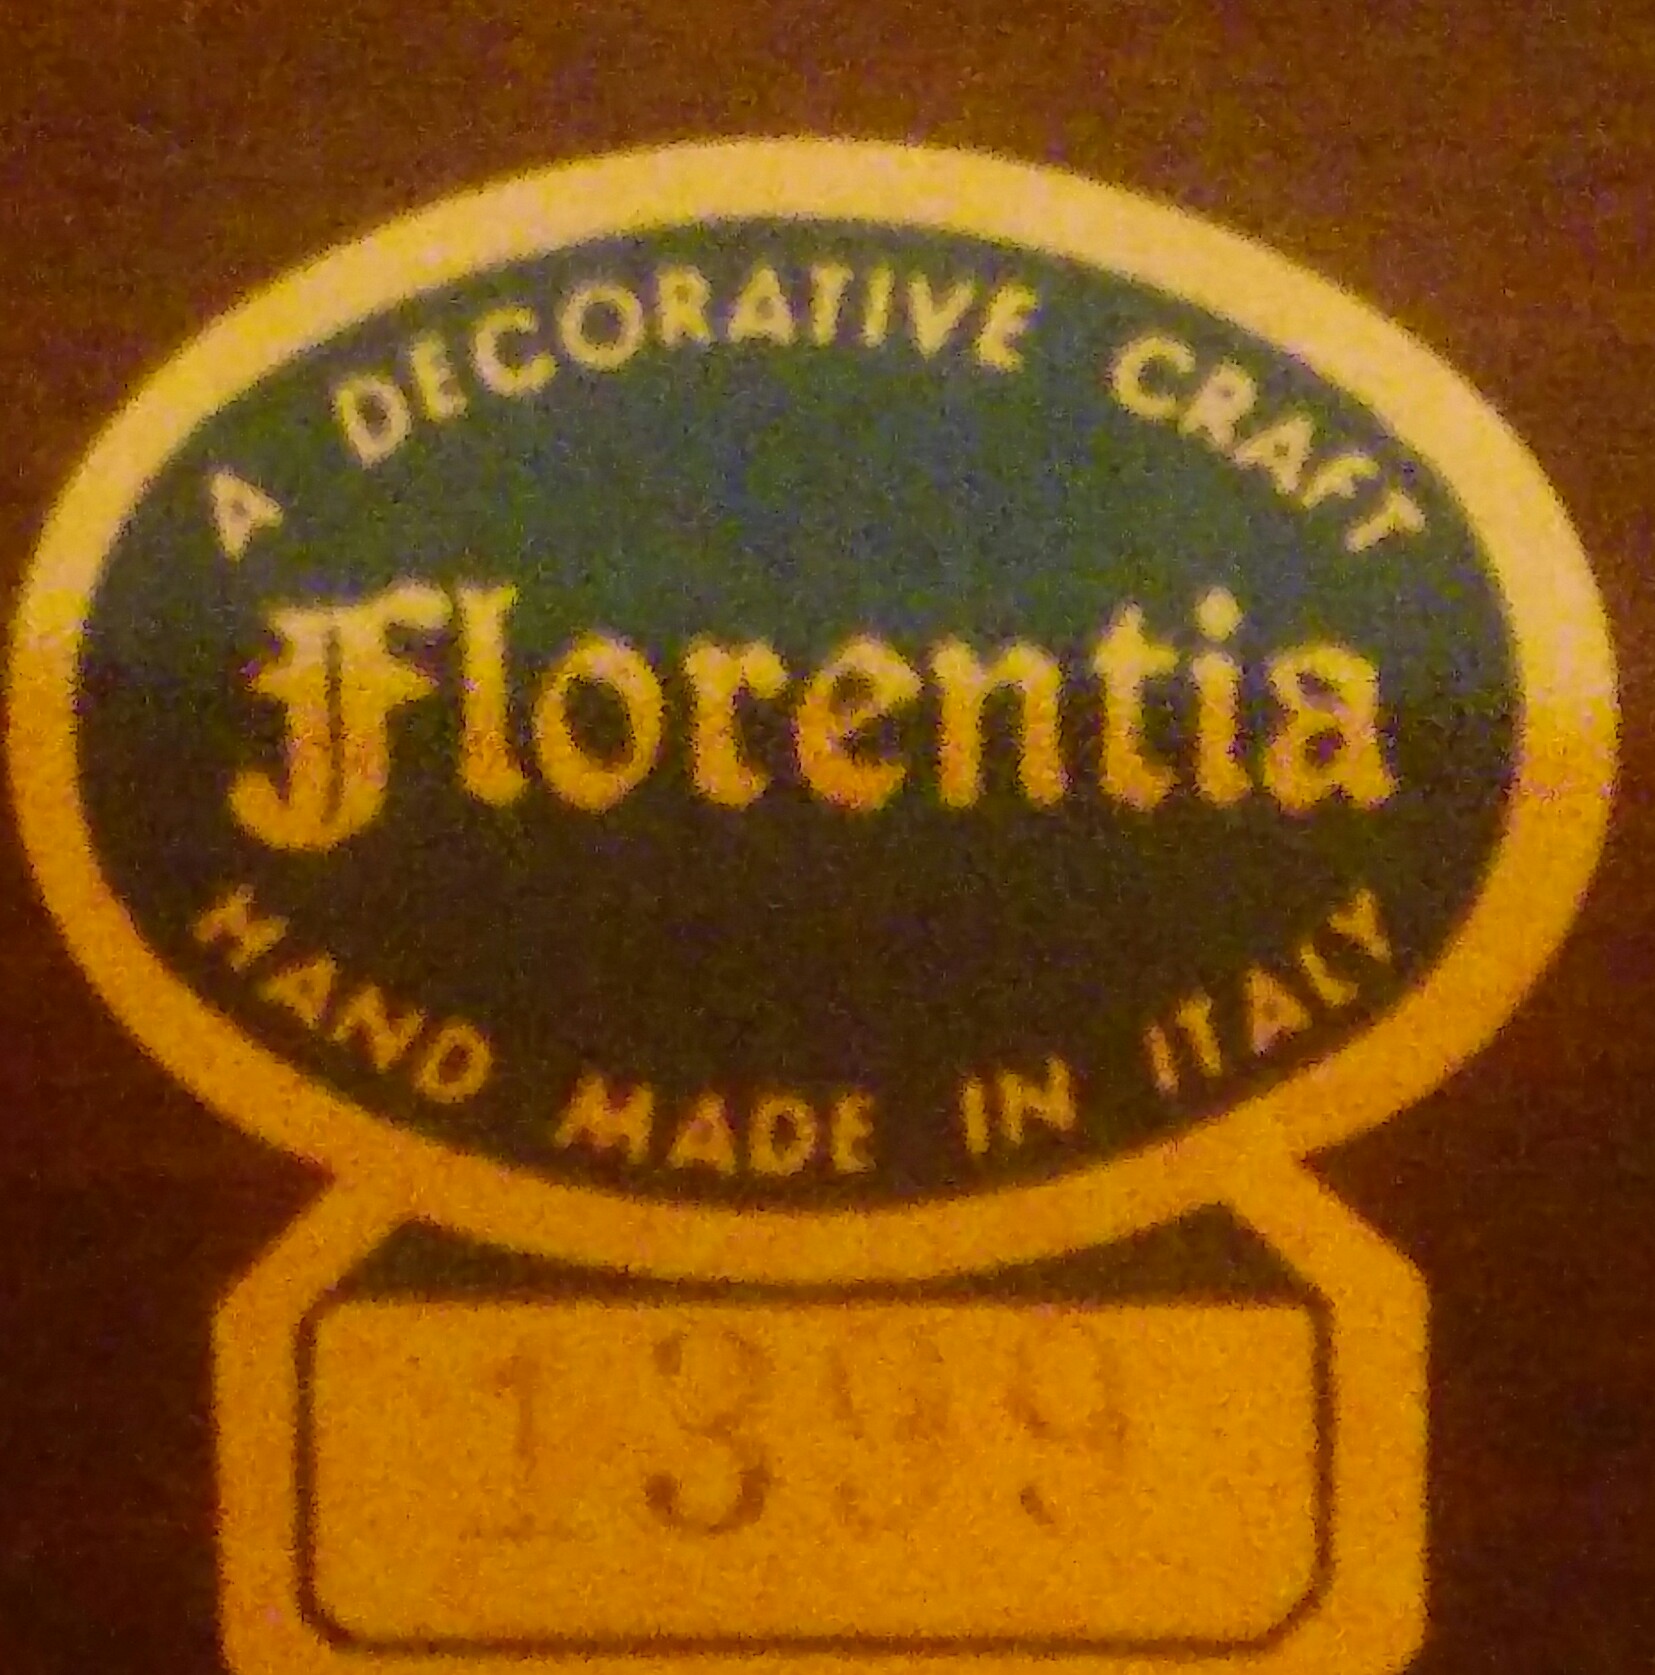 A DECORATIVE CRAFT
Florentia
HAND MADE IN ITALY